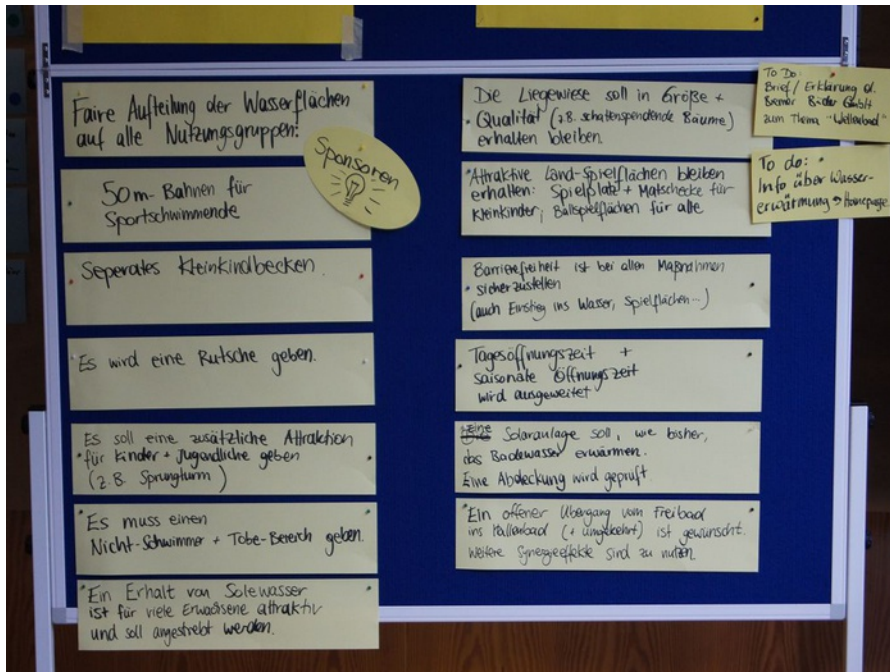 Faire Aufteilung der Wasserflächen
auf alle Nutzungsgruppen:
Sponsoren
50m-Bahnen für
Sportschwimmende
Seperates Kleinkindbecken.
Es wird eine Rutsche geben.
Es soll eine zusätzliche Attraktion
für Kinder + Jugendliche geben
(z.B. Sprungturm)
Es muss einen
Nicht-Schwimmer + Tobe-Bereich geben.
Ein Erhalt von Solewasser
ist für viele Erwachsene attraktiv
und soll angestrebt werden.
Die Liegewiese soll in Größe +
Qualität (z.B. schattenspendende Bäume)
erhalten bleiben.
Attraktive Land-Spielflächen bleiben
erhalten: Spielplatz + Matschecke für
Kleinkinder; Ballspielflächen für alle
Barrierefreiheit ist bei allen Maßnahmen
sicherzustellen
(auch Einstieg ins Wasser, Spielflächen...)
Tagesöffnungszeit +
saisonale Öffnungszeit
wird ausgeweitet
eine Solaranlage soll, wie bisher,
das Badewasser erwärmen.
Eine Abdeckung wird geprüft
Ein offener Übergang vom Freibad
ins Hallenbad (+ umgekehrt) ist gewünscht.
Weitere Synergieeffekte sind zu nutzen.
To Do:
Brief / Erklärung d.
Bremer Bäder GmbH
zum Thema "Wellenbad"
To do:
Info über Wasser-
erwärmung → Homepage